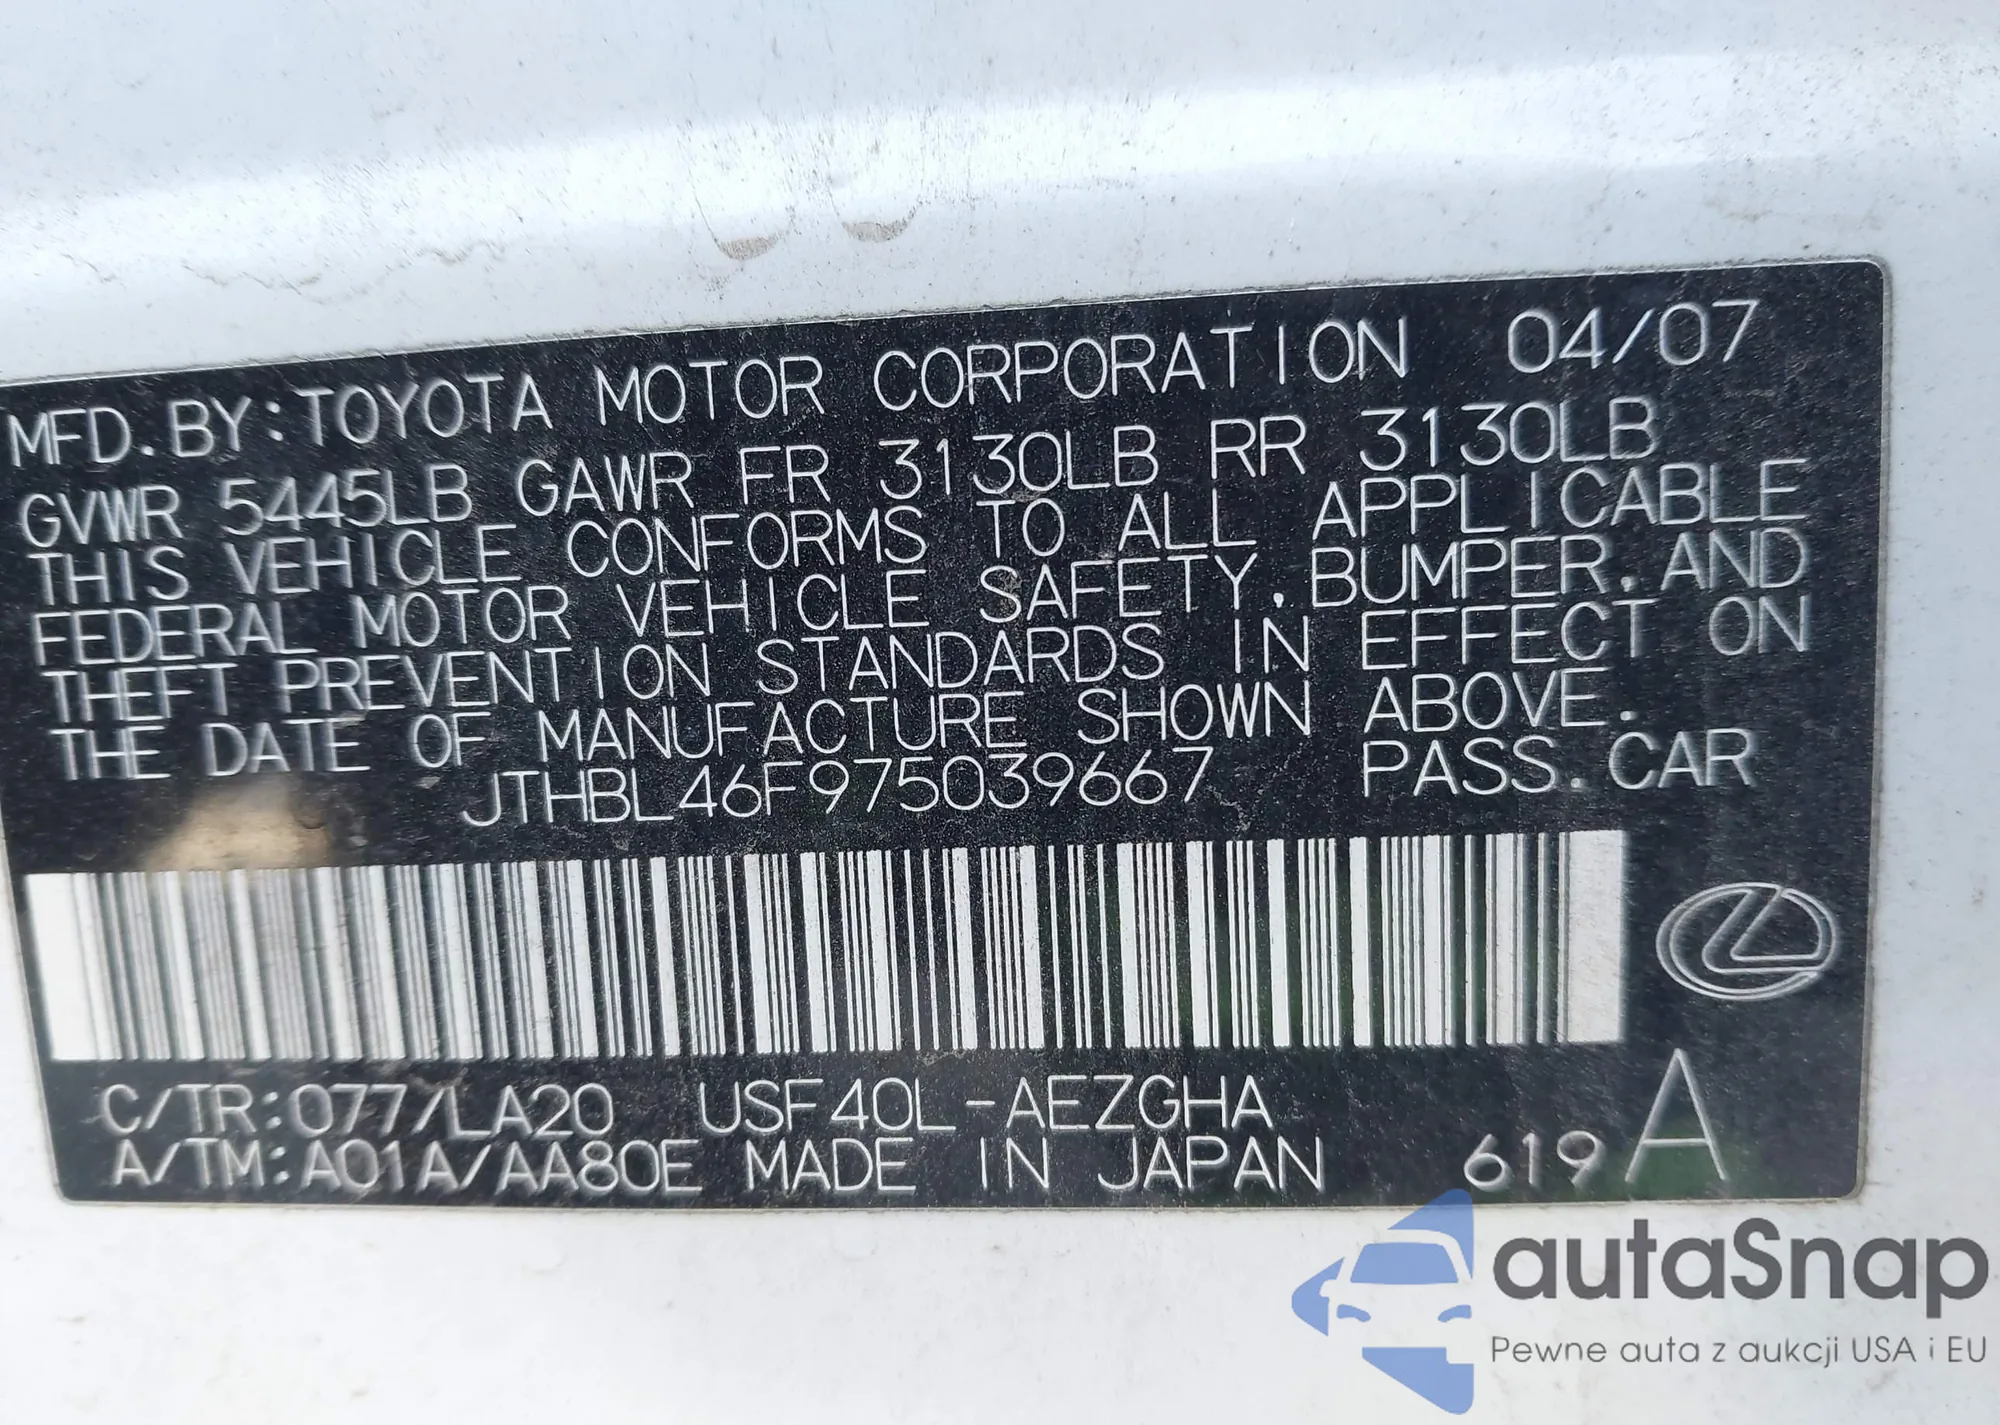 MFD. BY: TOYOTA MOTOR CORPORATION 04/07
GVWR 5445LB GAWR FR 3130LB RR 3130LB
THIS VEHICLE CONFORMS TO ALL APPLICABLE
FEDERAL MOTOR VEHICLE SAFETY, BUMPER, AND
THEFT PREVENTION STANDARDS IN EFFECT ON
THE DATE OF MANUFACTURE SHOWN ABOVE.
JTHBL46F975039667 PASS. CAR
C/TR: 077/LA20 USF40L-AEZGHA
A/TM: A01A/AA80E MADE IN JAPAN 619 A
autaSnap
Pewne auta z aukcji USA i EU